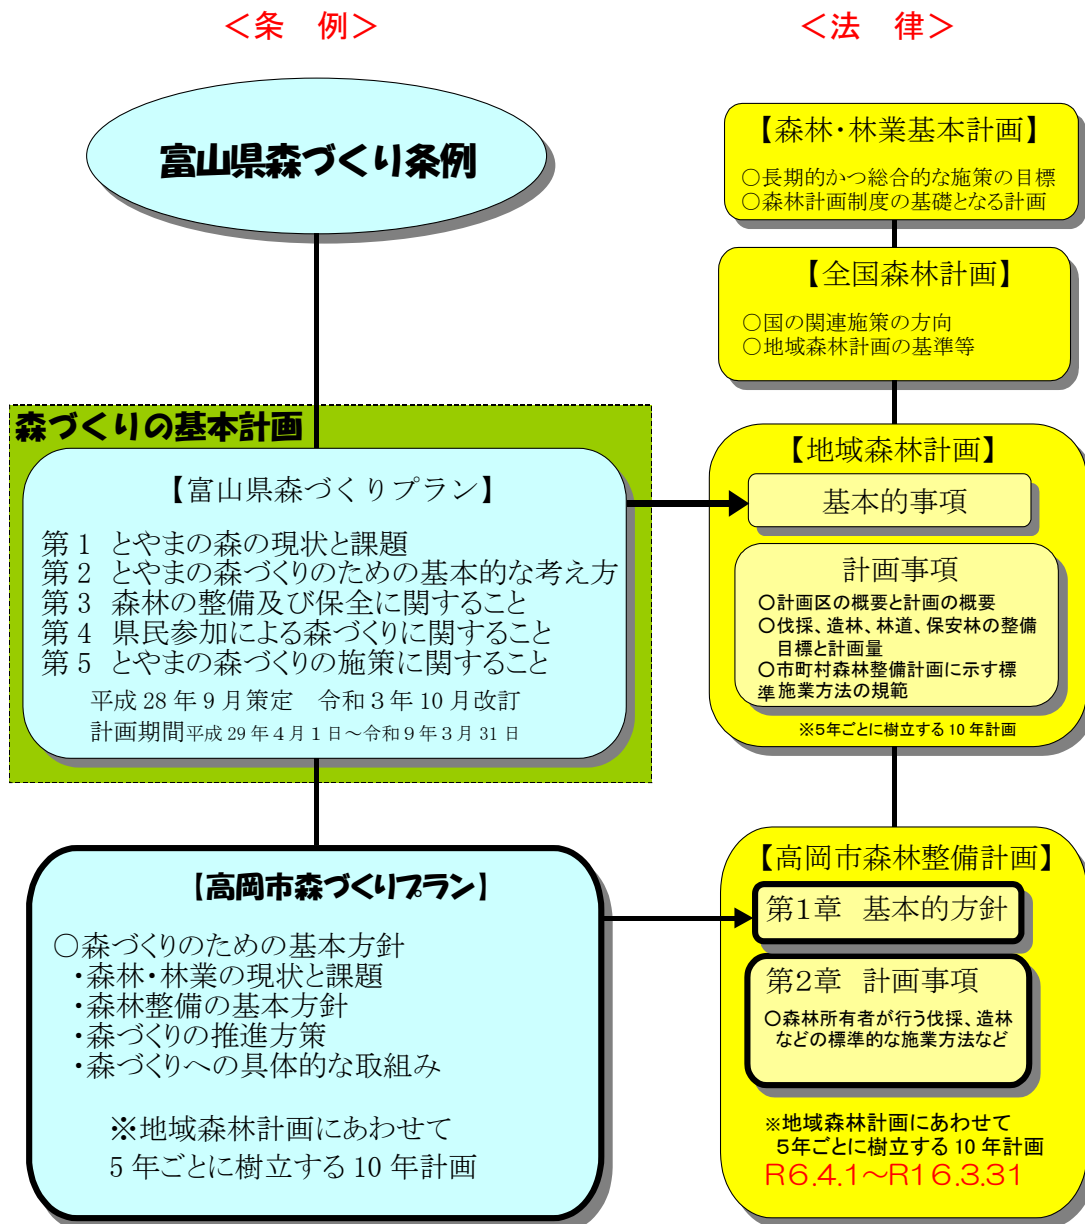 <条　例>
富山県森づくり条例
森づくりの基本計画
【富山県森づくりプラン】
第1 とやまの森の現状と課題
第2 とやまの森づくりのための基本的な考え方
第3 森林の整備及び保全に関すること
第4 県民参加による森づくりに関すること
第5 とやまの森づくりの施策に関すること
平成28年9月策定　令和3年10月改訂
計画期間平成29年4月1日～令和9年3月31日
【高岡市森づくりプラン】
○森づくりのための基本方針
・森林・林業の現状と課題
・森林整備の基本方針
・森づくりの推進方策
・森づくりへの具体的な取組み
※地域森林計画にあわせて
5年ごとに樹立する10年計画
<法　律>
【森林・林業基本計画】
○長期的かつ総合的な施策の目標
○森林計画制度の基礎となる計画
【全国森林計画】
○国の関連施策の方向
○地域森林計画の基準等
【地域森林計画】
基本的事項
計画事項
○計画区の概要と計画の概要
○伐採、造林、林道、保安林の整備
目標と計画量
○市町村森林整備計画に示す標
準施業方法の規範
※5年ごとに樹立する10年計画
【高岡市森林整備計画】
第1章 基本的方針
第2章 計画事項
○森林所有者が行う伐採、造林
などの標準的な施業方法など
※地域森林計画にあわせて
5年ごとに樹立する10年計画
R6.4.1～R16.3.31